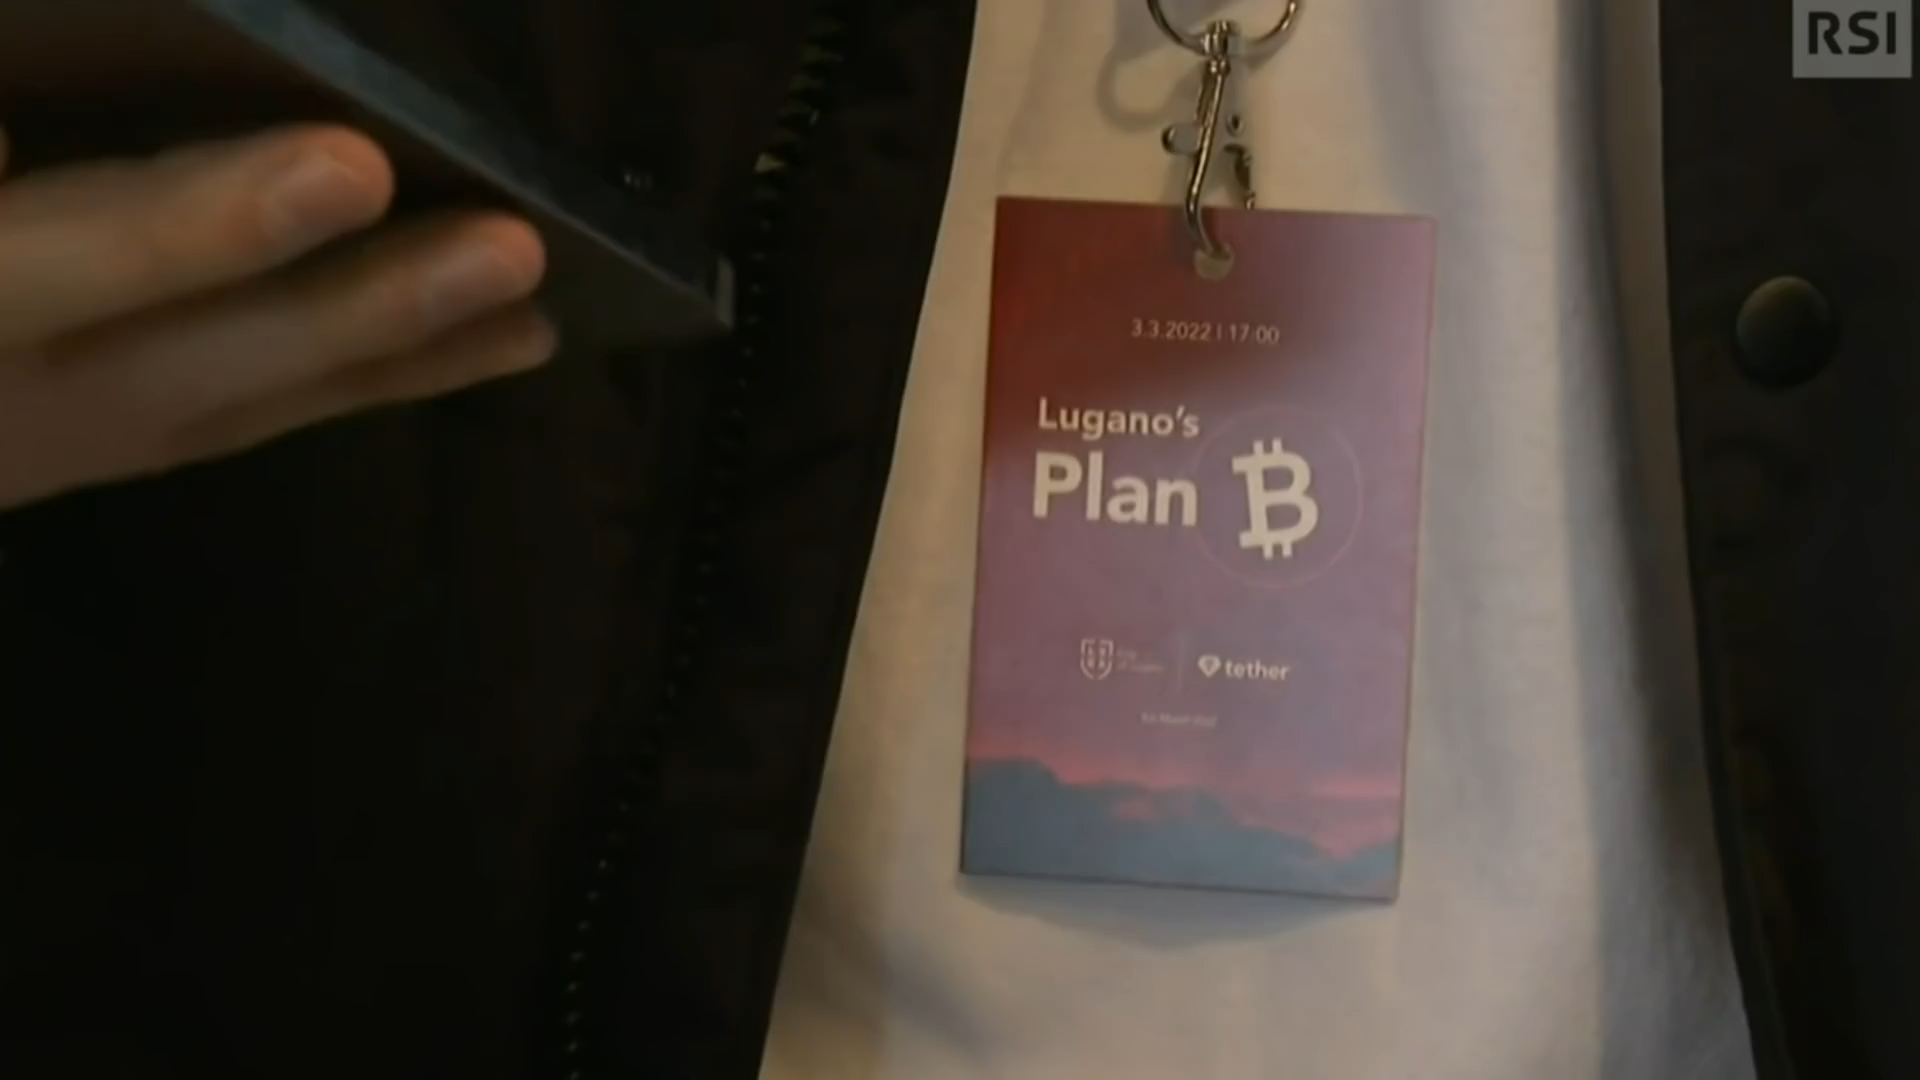 RSI
3.3.2022 | 17:00
Lugano's
Plan ₿
tether